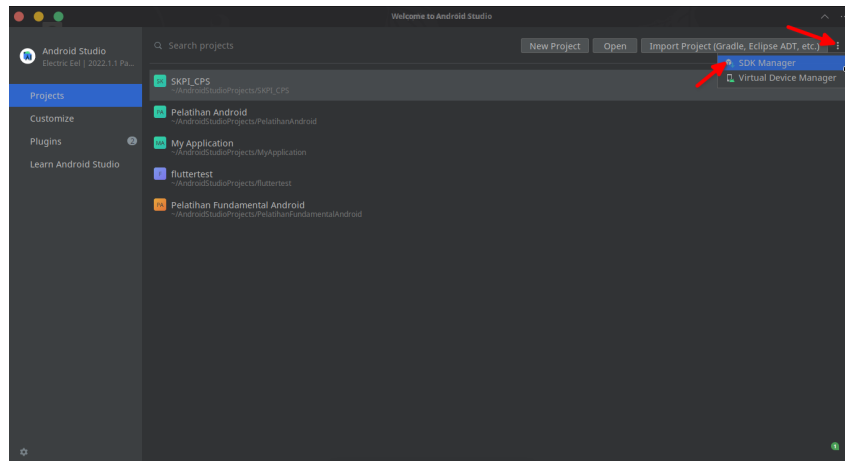 Welcome to Android Studio
Android Studio
Electric Eel | 2022.1.1 Pa...
Search projects
New Project
Open
Import Project (Gradle, Eclipse ADT, etc.)
SDK Manager
Virtual Device Manager
Projects
Customize
Plugins
2
Learn Android Studio
SKPI_CPS
~/AndroidStudioProjects/SKPI_CPS
PA
Pelatihan Android
~/AndroidStudioProjects/PelatihanAndroid
MA
My Application
~/AndroidStudioProjects/MyApplication
F
fluttertest
~/AndroidStudioProjects/fluttertest
PA
Pelatihan Fundamental Android
~/AndroidStudioProjects/PelatihanFundamentalAndroid